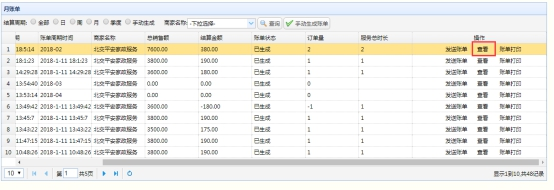 月账单
结算周期: 全部 日 周 月 季度 手动生成 商家名称: -下拉选择- 查询 手动生成账单
号 账单周期时间 商家名称 总销售额 结算金额 账单状态 订单量 服务总时长 操作
1 18:5:14 2018-02 北交平安家政服务 7600.00 380.00 已生成 2 2 发送账单 查看 账单打印
2 18:1:23 2018-1-11 18:1:23 北交平安家政服务 3800.00 190.00 已生成 1 1 发送账单 查看 账单打印
3 14:29:28 2018-1-11 14:29:28 北交平安家政服务 3600.00 180.00 已生成 1 1 发送账单 查看 账单打印
4 13:54:40 2018-03 北交平安家政服务 0.00 0.00 已生成 0 发送账单 查看 账单打印
5 13:53:14 2018-04 北交平安家政服务 0.00 0.00 已生成 0 发送账单 查看 账单打印
6 13:49:42 2018-1-11 13:49:42 北交平安家政服务 3600.00 -180.00 已生成 -1 1 发送账单 查看 账单打印
7 13:45:7 2018-1-11 13:45:7 北交平安家政服务 3800.00 190.00 已生成 1 1 发送账单 查看 账单打印
8 13:43:22 2018-1-11 13:43:22 北交平安家政服务 3500.00 175.00 已生成 1 1 发送账单 查看 账单打印
9 11:47:15 2018-1-11 11:47:15 北交平安家政服务 3800.00 190.00 已生成 1 1 发送账单 查看 账单打印
10 10:48:26 2018-1-11 10:48:26 北交平安家政服务 3800.00 190.00 已生成 1 1 发送账单 查看 账单打印
10 第 1 共5页 显示1到10,共48记录